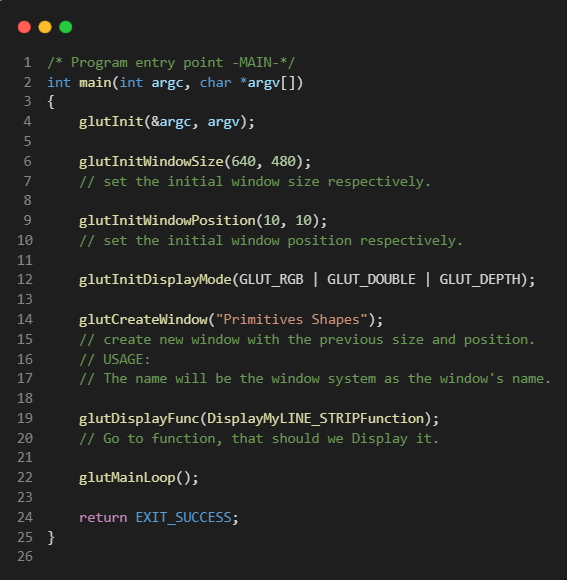 1 /* Program entry point -MAIN-*/
2 int main(int argc, char *argv[])
3 {
4     glutInit(&argc, argv);
5
6     glutInitWindowSize(640, 480);
7     // set the initial window size respectively.
8
9     glutInitWindowPosition(10, 10);
10     // set the initial window position respectively.
11
12     glutInitDisplayMode(GLUT_RGB | GLUT_DOUBLE | GLUT_DEPTH);
13
14     glutCreateWindow("Primitives Shapes");
15     // create new window with the previous size and position.
16     // USAGE:
17     // The name will be the window system as the window's name.
18
19     glutDisplayFunc(DisplayMyLINE_STRIPFunction);
20     // Go to function, that should we Display it.
21
22     glutMainLoop();
23
24     return EXIT_SUCCESS;
25 }
26